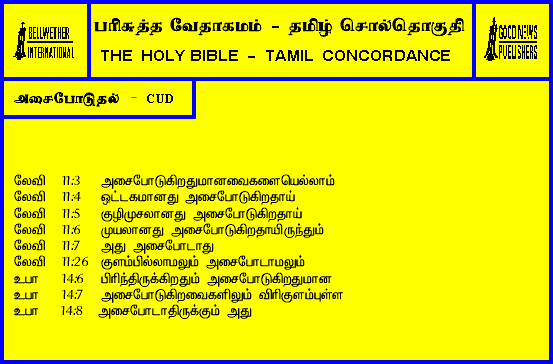 BELLWETHER
INTERNATIONAL
பரிசுத்த வேதாகமம் - தமிழ் சொல்தொகுதி
THE HOLY BIBLE - TAMIL CONCORDANCE
GOOD NEWS
PUBLISHERS
அசைபோடுதல் - CUD
லேவி 11:3 அசைபோடுகிறதுமானவைகளையெல்லாம்
லேவி 11:4 ஒட்டகமானது அசைபோடுகிறதாய்
லேவி 11:5 குழிமுசலானது அசைபோடுகிறதாய்
லேவி 11:6 முயலானது அசைபோடுகிறதாயிருந்தும்
லேவி 11:7 அது அசைபோடாது
லேவி 11:26 குளம்பில்லாமலும் அசைபோடாமலும்
உபா 14:6 பிரிந்திருக்கிறதும் அசைபோடுகிறதுமான
உபா 14:7 அசைபோடுகிறவைகளிலும் விரிகுளம்புள்ள
உபா 14:8 அசைபோடாதிருக்கும் அது